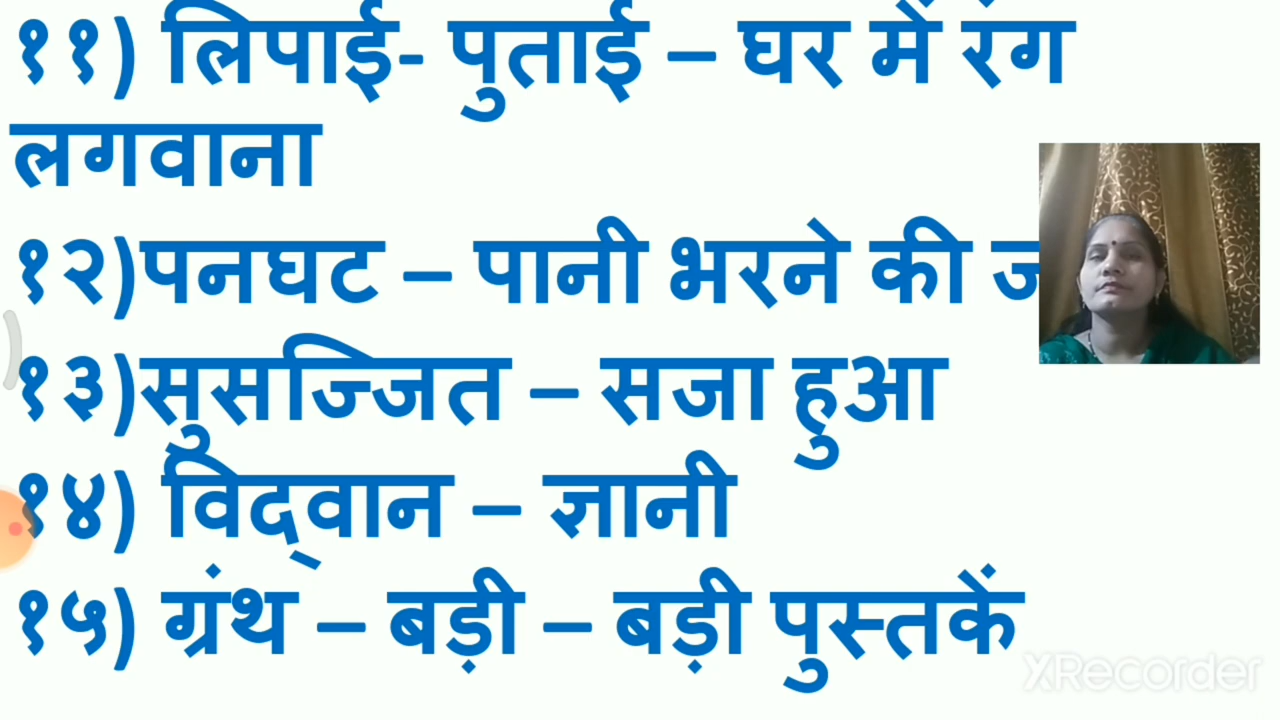 ११) लिपाई- पुताई – घर में रंग
लगवाना
१२)पनघट – पानी भरने की
१३)सुसज्जित – सजा हुआ
१४) विद्‌वान – ज्ञानी
१५) ग्रंथ – बड़ी – बड़ी पुस्तकें
XRecorder